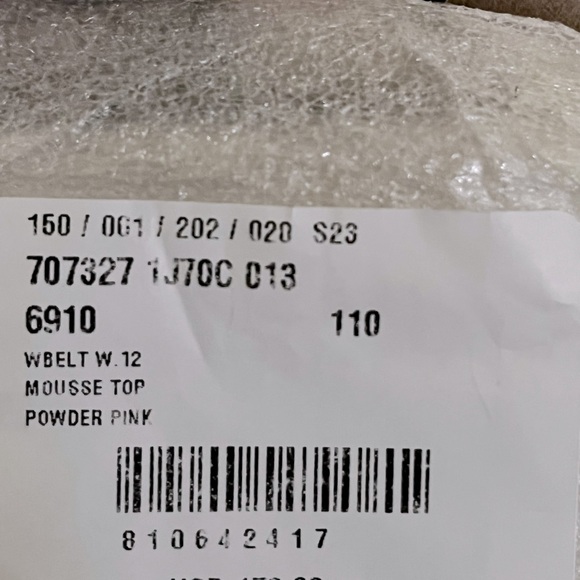 150 / 001 / 202 / 020 S23
707327 1J70C 013
6910 110
WBELT W.12
MOUSSE TOP
POWDER PINK
810642417